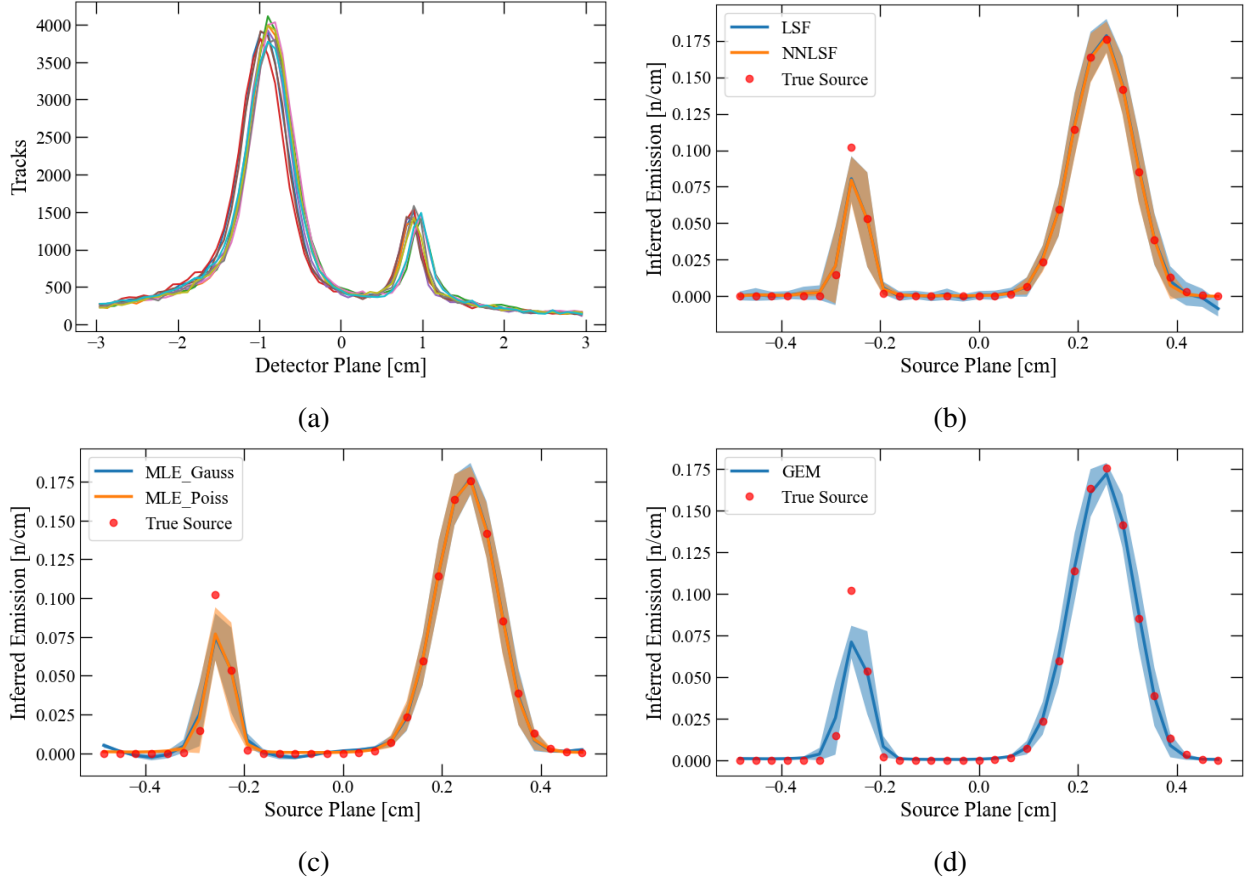 4000
3500
3000
2500
2000
1500
1000
500
0
Tracks
−3
−2
−1
0
1
2
3
Detector Plane [cm]
(a)
LSF
NNLSF
True Source
0.175
0.150
0.125
0.100
0.075
0.050
0.025
0.000
Inferred Emission [n/cm]
−0.4
−0.2
0.0
0.2
0.4
Source Plane [cm]
(b)
MLE_Gauss
MLE_Poiss
True Source
0.175
0.150
0.125
0.100
0.075
0.050
0.025
0.000
Inferred Emission [n/cm]
−0.4
−0.2
0.0
0.2
0.4
Source Plane [cm]
(c)
GEM
True Source
0.175
0.150
0.125
0.100
0.075
0.050
0.025
0.000
Inferred Emission [n/cm]
−0.4
−0.2
0.0
0.2
0.4
Source Plane [cm]
(d)